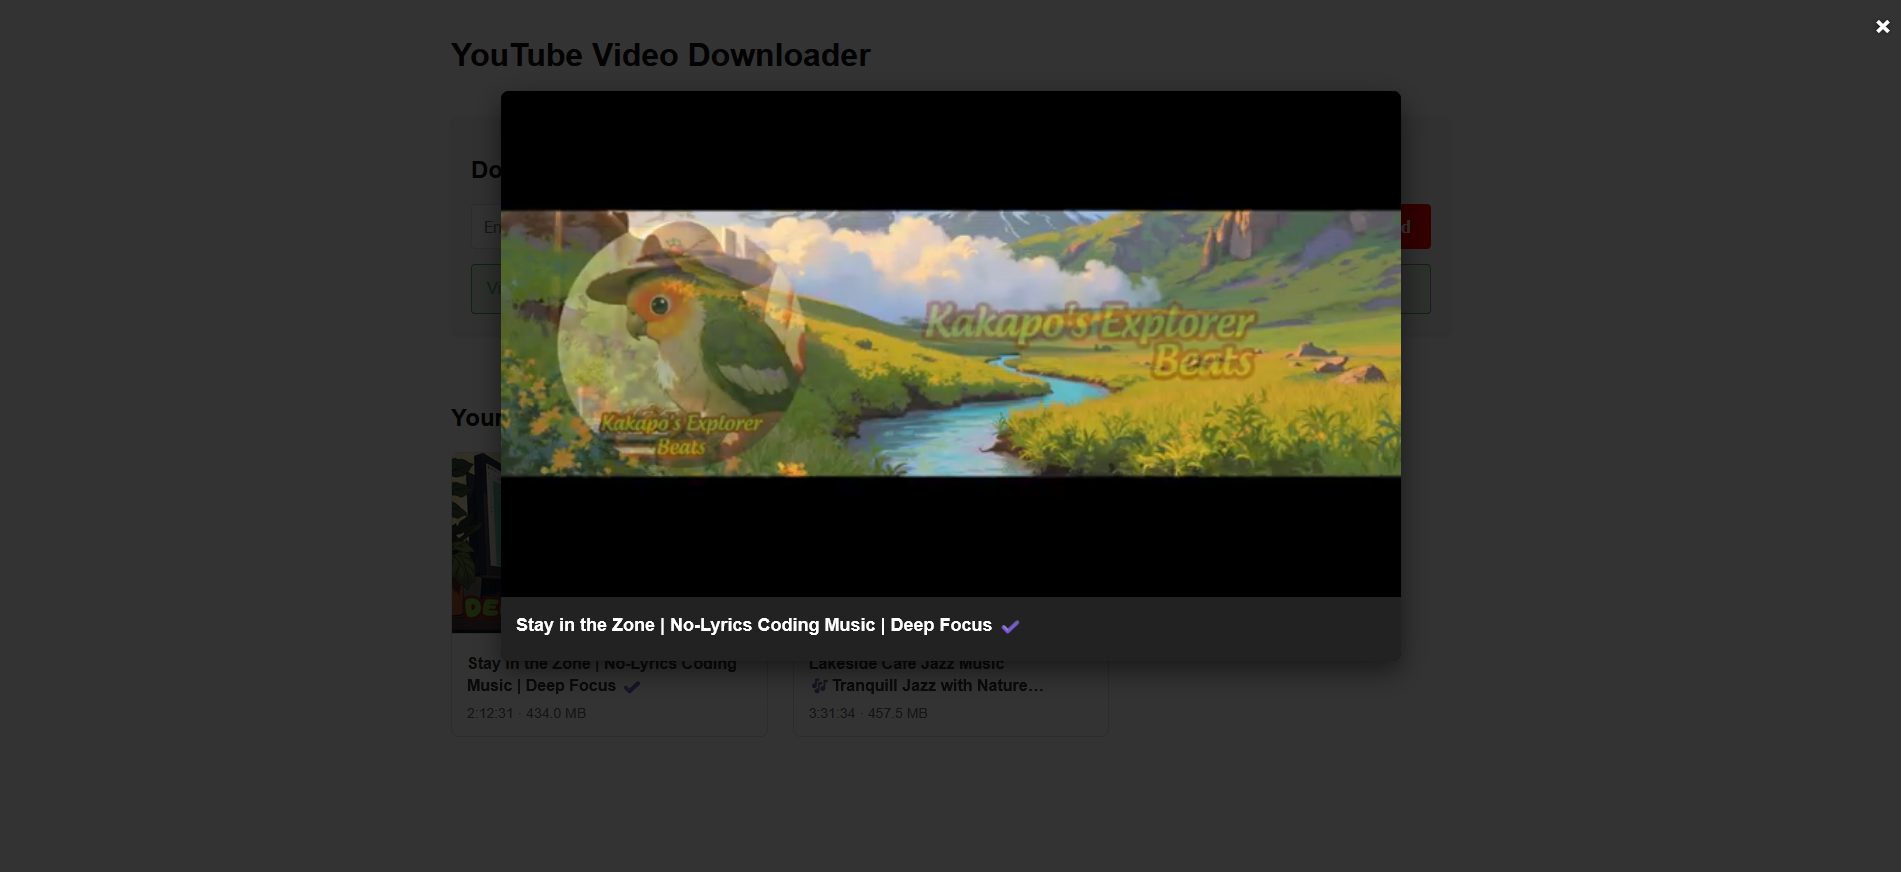 YouTube Video Downloader
Do
En
d
Kakapo's Explorer
Beats
Kakapo's Explorer
Beats
Your
DE
Stay in the Zone | No-Lyrics Coding Music | Deep Focus ✔
Stay in the Zone | No-Lyrics Coding
Music | Deep Focus ✔
2:12:31 · 434.0 MB
Lakeside Cafe Jazz Music
🎶 Tranquill Jazz with Nature…
3:31:34 · 457.5 MB